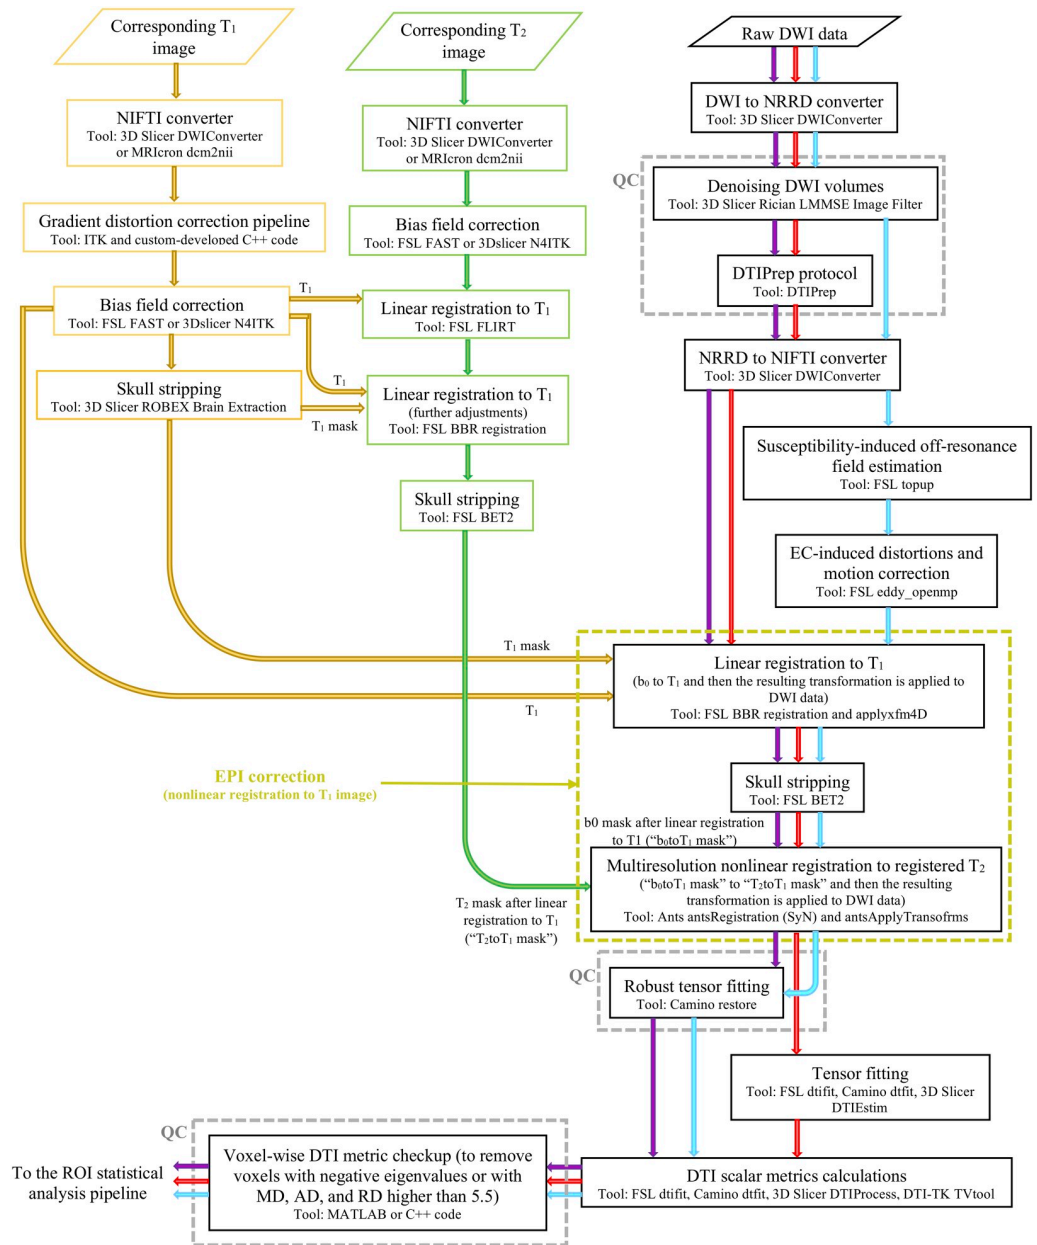 Corresponding T₁
image
NIFTI converter
Tool: 3D Slicer DWIConverter
or MRIcron dcm2nii
Gradient distortion correction pipeline
Tool: ITK and custom-developed C++ code
Bias field correction
Tool: FSL FAST or 3Dslicer N4ITK
Skull stripping
Tool: 3D Slicer ROBEX Brain Extraction
T₁
T₁
T₁ mask
Corresponding T₂
image
NIFTI converter
Tool: 3D Slicer DWIConverter
or MRIcron dcm2nii
Bias field correction
Tool: FSL FAST or 3Dslicer N4ITK
Linear registration to T₁
Tool: FSL FLIRT
Linear registration to T₁
(further adjustments)
Tool: FSL BBR registration
Skull stripping
Tool: FSL BET2
Raw DWI data
DWI to NRRD converter
Tool: 3D Slicer DWIConverter
QC
Denoising DWI volumes
Tool: 3D Slicer Rician LMMSE Image Filter
DTIPrep protocol
Tool: DTIPrep
NRRD to NIFTI converter
Tool: 3D Slicer DWIConverter
Susceptibility-induced off-resonance
field estimation
Tool: FSL topup
EC-induced distortions and
motion correction
Tool: FSL eddy_openmp
T₁ mask
T₁
Linear registration to T₁
(b₀ to T₁ and then the resulting transformation is applied to
DWI data)
Tool: FSL BBR registration and applyxfm4D
EPI correction
(nonlinear registration to T₁ image)
Skull stripping
Tool: FSL BET2
b0 mask after linear registration
to T1 (“b₀toT₁ mask”)
Multiresolution nonlinear registration to registered T₂
(“b₀toT₁ mask” to “T₂toT₁ mask” and then the resulting
transformation is applied to DWI data)
Tool: Ants antsRegistration (SyN) and antsApplyTransofrms
T₂ mask after linear
registration to T₁
(“T₂toT₁ mask”)
QC
Robust tensor fitting
Tool: Camino restore
Tensor fitting
Tool: FSL dtifit, Camino dtfit, 3D Slicer
DTIEstim
DTI scalar metrics calculations
Tool: FSL dtifit, Camino dtfit, 3D Slicer DTIProcess, DTI-TK TVtool
QC
Voxel-wise DTI metric checkup (to remove
voxels with negative eigenvalues or with
MD, AD, and RD higher than 5.5)
Tool: MATLAB or C++ code
To the ROI statistical
analysis pipeline